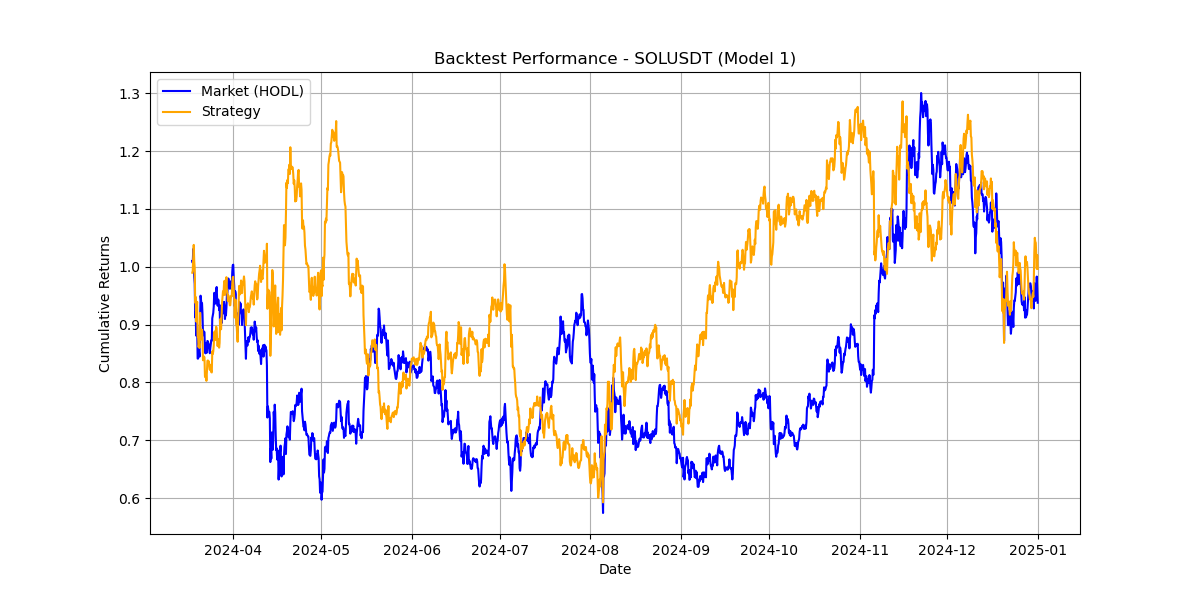 Backtest Performance - SOLUSDT (Model 1)
Market (HODL)
Strategy
Cumulative Returns
1.3
1.2
1.1
1.0
0.9
0.8
0.7
0.6
2024-04 2024-05 2024-06 2024-07 2024-08 2024-09 2024-10 2024-11 2024-12 2025-01
Date